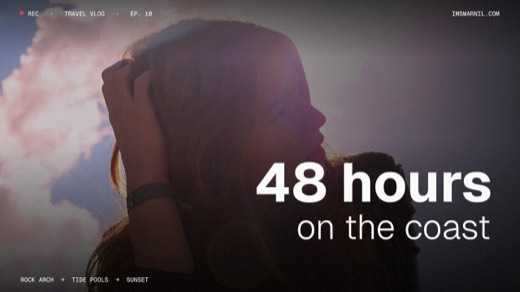 REC · TRAVEL VLOG · EP. 10
IMSWARNIL.COM
48 hours
on the coast
ROCK ARCH → TIDE POOLS → SUNSET